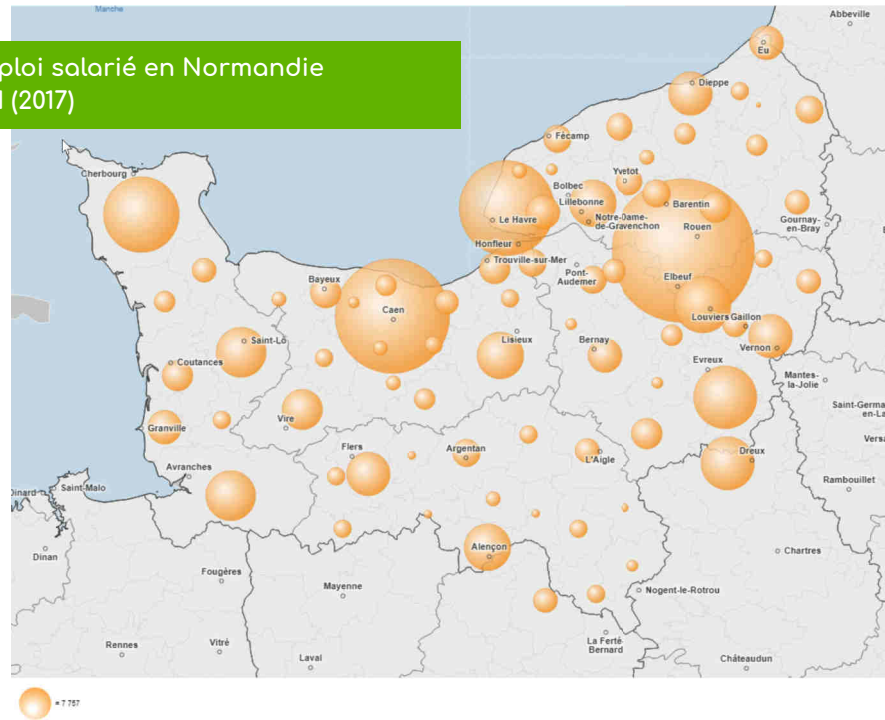 Manche
Abbeville
Eu
ploi salarié en Normandie
(2017)
Dieppe
Fécamp
Cherbourg
Yvetot
Bolbec
Lillebonne
Barentin
Le Havre
Notre-Dame-
de-Gravenchon
Gournay-
en-Bray
Rouen
Honfleur
Trouville-sur-Mer
Pont-
Audemer
Elbeuf
Bayeux
Caen
Louviers
Gaillon
Saint-Lô
Lisieux
Bernay
Vernon
Coutances
Evreux
Mantes-
la-Jolie
Saint-Germa
en-La
Vire
Granville
Versa
Flers
Argentan
L'Aigle
Dreux
Avranches
Rambouillet
Dinard
Saint-Malo
Alençon
Chartres
Dinan
Fougères
Mayenne
Nogent-le-Rotrou
Rennes
Vitré
Laval
La Ferté
Bernard
Châteaudun
= 7 757